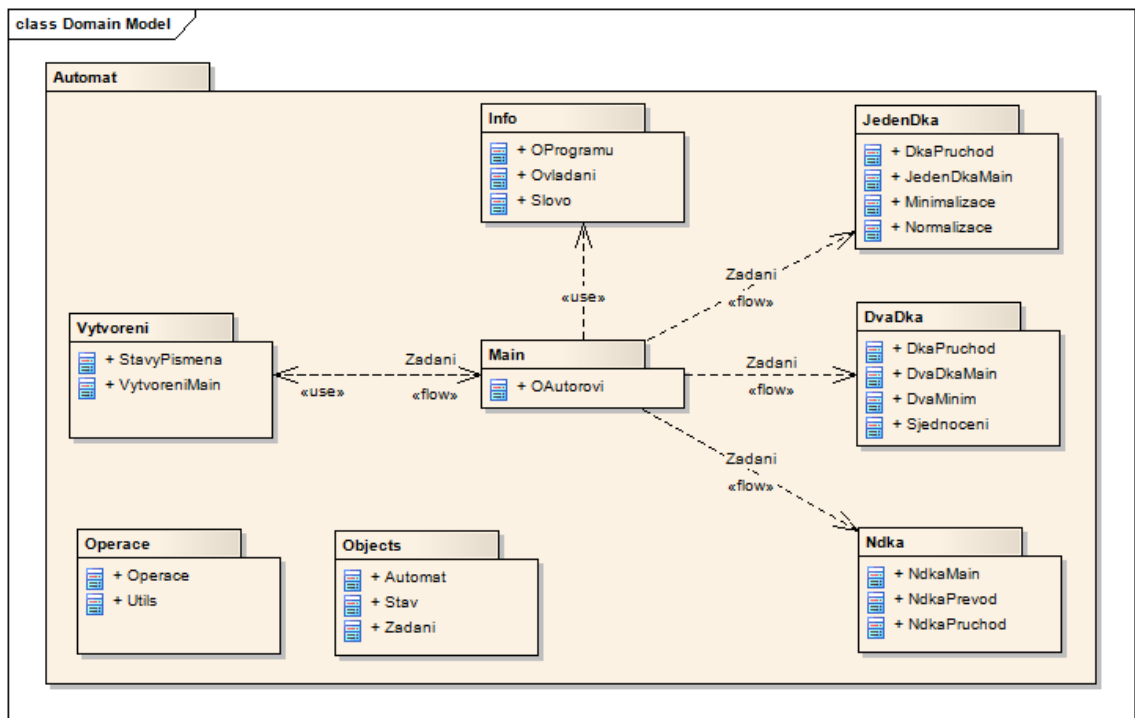 class Domain Model
Automat
Info
+ OProgramu
+ Ovladani
+ Slovo
JedenDka
+ DkaPruchod
+ JedenDkaMain
+ Minimalizace
+ Normalizace
Zadani
«flow»
«use»
Vytvoreni
+ StavyPismena
+ VytvoreniMain
Zadani
«use»
«flow»
Main
+ OAutorovi
Zadani
«flow»
DvaDka
+ DkaPruchod
+ DvaDkaMain
+ DvaMinim
+ Sjednoceni
Zadani
«flow»
Operace
+ Operace
+ Utils
Objects
+ Automat
+ Stav
+ Zadani
Ndka
+ NdkaMain
+ NdkaPrevod
+ NdkaPruchod